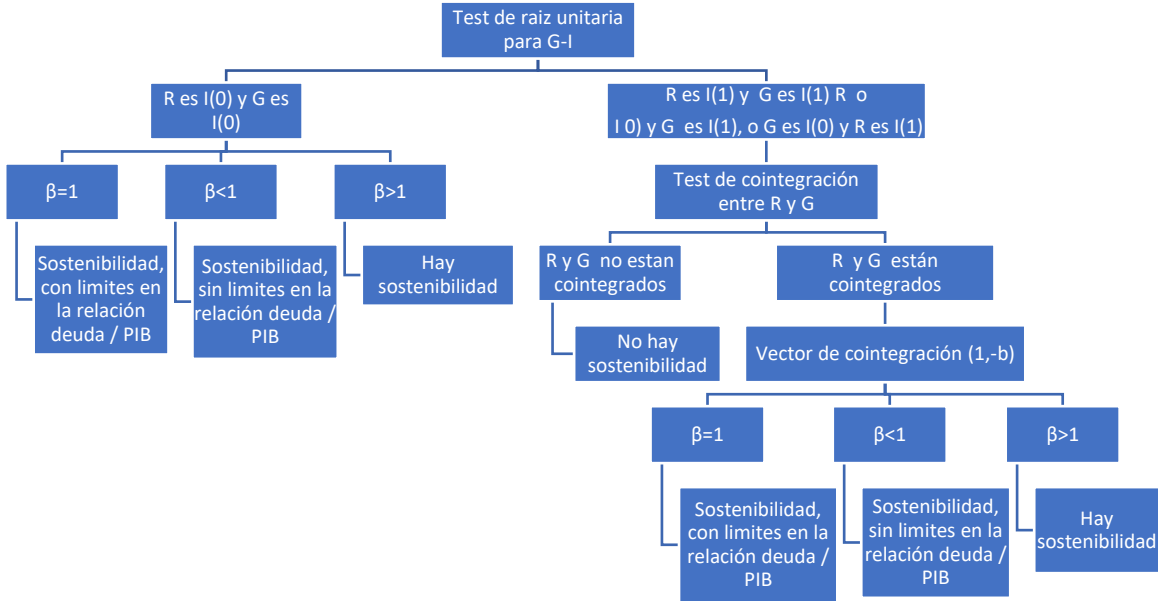 Test de raiz unitaria
para G-I
R es I(0) y G es
I(0)
R es I(1) y G es I(1) R o
I 0) y G es I(1), o G es I(0) y R es I(1)
β=1
β<1
β>1
Test de cointegración
entre R y G
Sostenibilidad,
con limites en
la relación
deuda / PIB
Sostenibilidad,
sin limites en la
relación deuda /
PIB
Hay
sostenibilidad
R y G no estan
cointegrados
R y G están
cointegrados
No hay
sostenibilidad
Vector de cointegración (1,-b)
β=1
β<1
β>1
Sostenibilidad,
con limites en la
relación deuda /
PIB
Sostenibilidad,
sin limites en la
relación deuda /
PIB
Hay
sostenibilidad